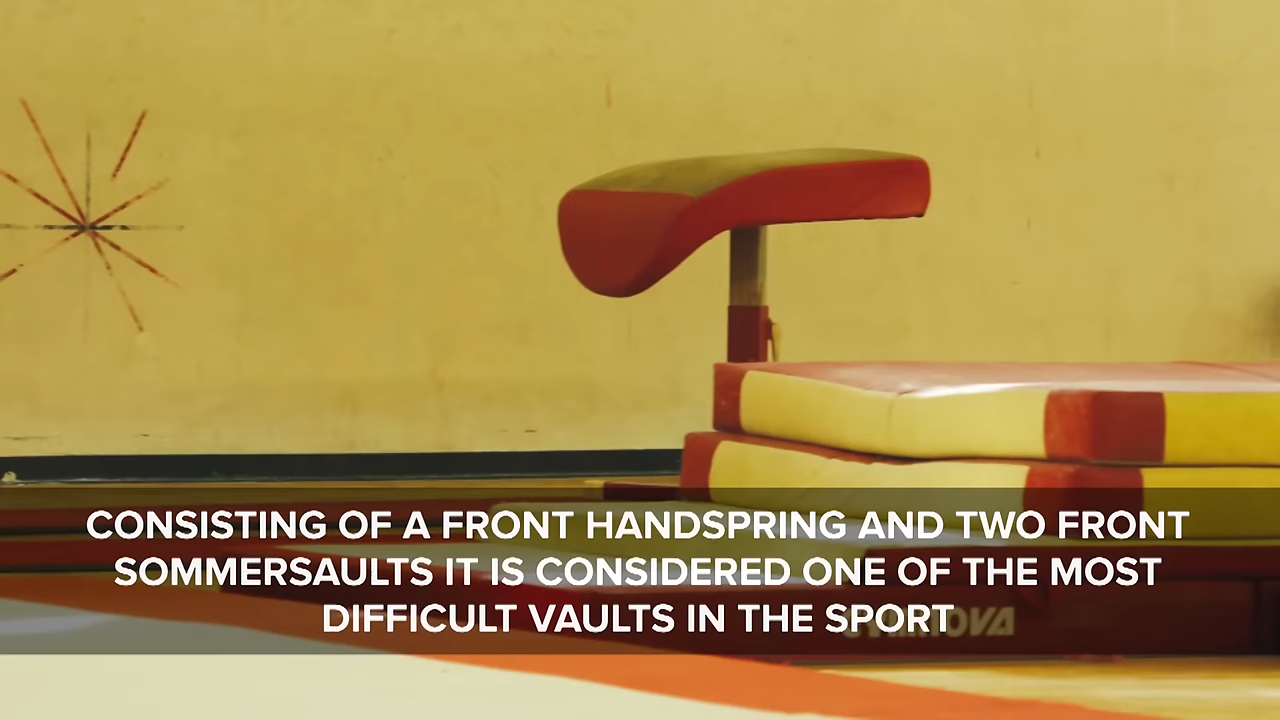 CONSISTING OF A FRONT HANDSPRING AND TWO FRONT
SOMMERSAULTS IT IS CONSIDERED ONE OF THE MOST
DIFFICULT VAULTS IN THE SPORT